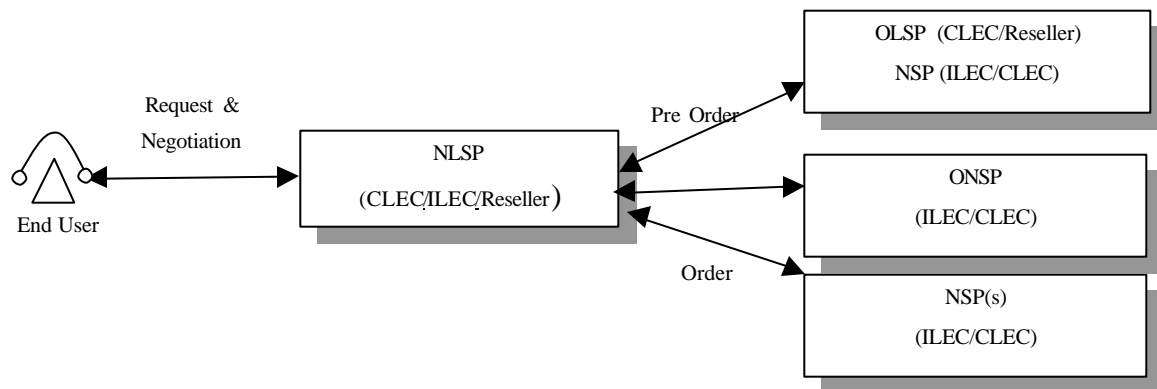 OLSP (CLEC/Reseller)
NSP (ILEC/CLEC)
Request &
Negotiation
Pre Order
NLSP
(CLEC/ILEC/Reseller)
End User
ONSP
(ILEC/CLEC)
Order
NSP(s)
(ILEC/CLEC)